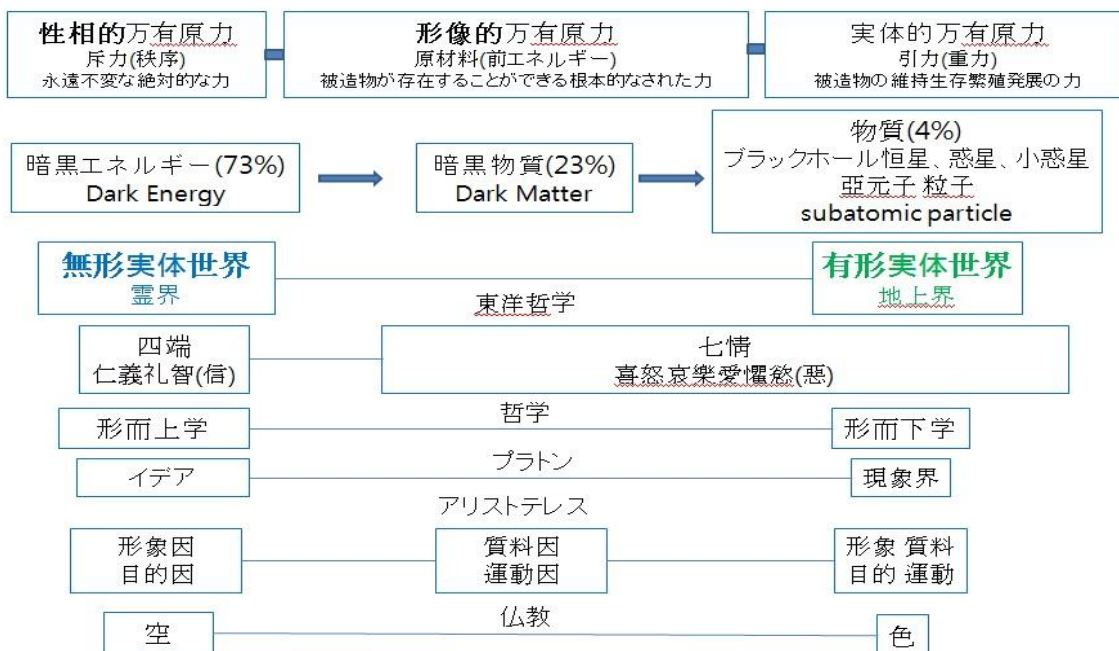 性相的万有原力
斥力(秩序)
永遠不変な絶対的な力
形像的万有原力
原材料(前エネルギー)
被造物が存在することができる根本的なされた力
実体的万有原力
引力(重力)
被造物の維持生存繁殖発展の力
暗黒エネルギー(73%)
Dark Energy
暗黒物質(23%)
Dark Matter
物質(4%)
ブラックホール恒星、惑星、小惑星
亞元子 粒子
subatomic particle
無形実体世界
霊界
有形実体世界
地上界
東洋哲学
四端
仁義礼智(信)
七情
喜怒哀樂愛懼慾(悪)
哲学
形而上学
形而下学
プラトン
イデア
現象界
アリストテレス
形象因
目的因
質料因
運動因
形象 質料
目的 運動
仏教
空
色